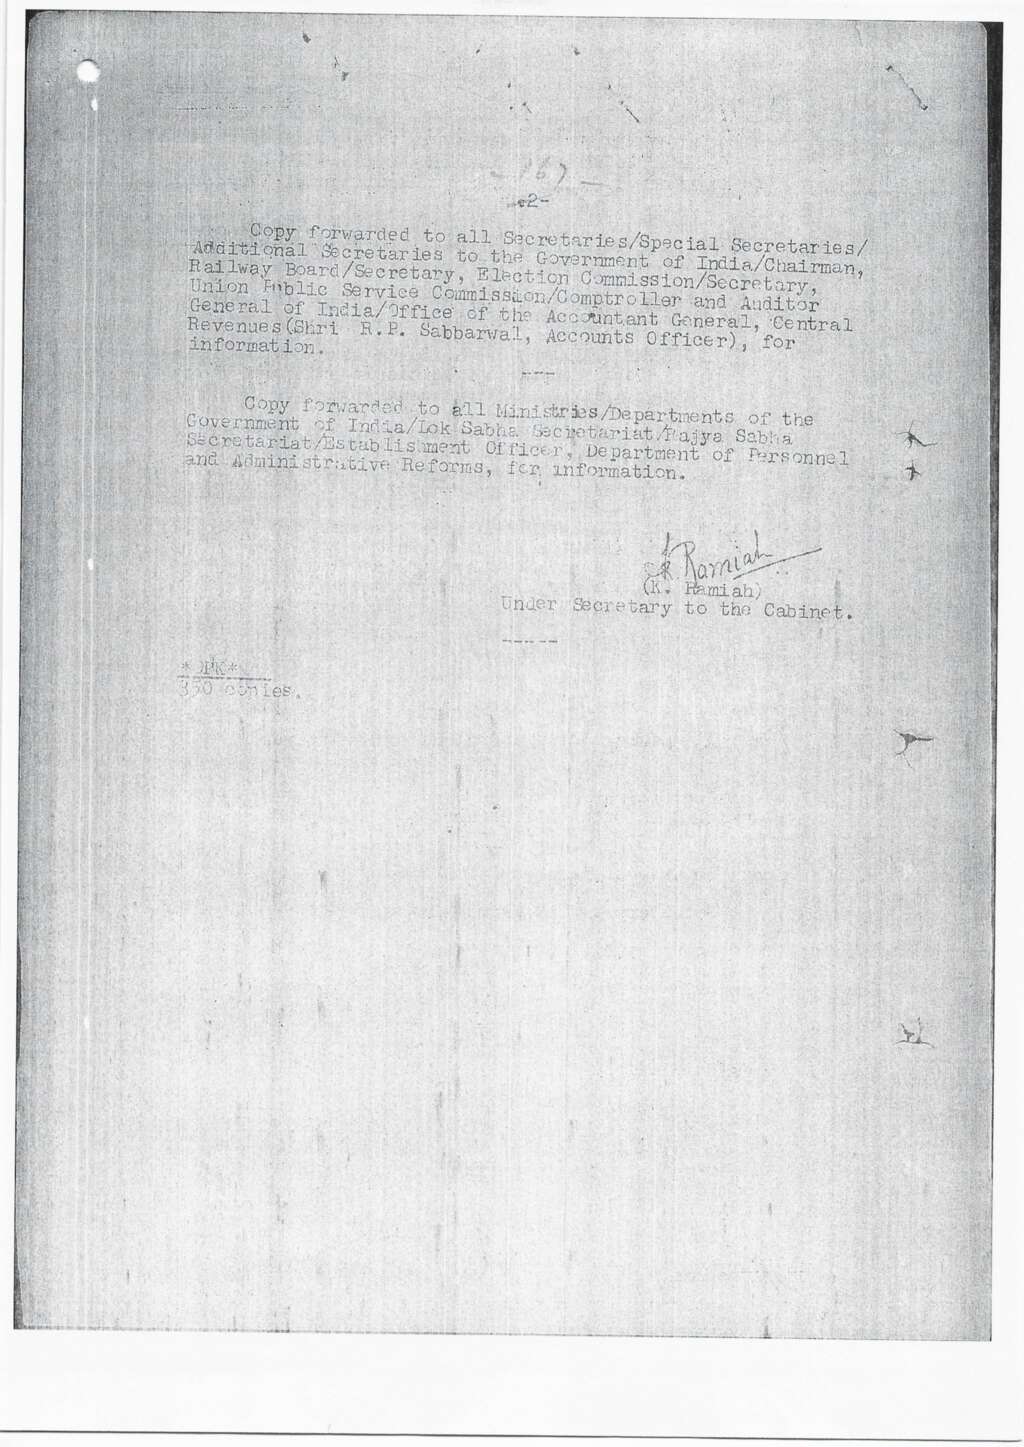 - 167 -
-2-
Copy forwarded to all Secretaries/Special Secretaries/
Additional Secretaries to the Government of India/Chairman,
Railway Board/Secretary, Election Commission/Secretary,
Union Public Service Commission/Comptroller and Auditor
General of India/Office of the Accountant General, Central
Revenues(Shri R.P. Sabbarwal, Accounts Officer), for
information.
----
Copy forwarded to all Ministries/Departments of the
Government of India/Lok Sabha Secretariat/Rajya Sabha
Secretariat/Establishment Officer, Department of Personnel
and Administrative Reforms, for information.
K Ramiah
(K. Ramiah)
Under Secretary to the Cabinet.
-----
350 copies.